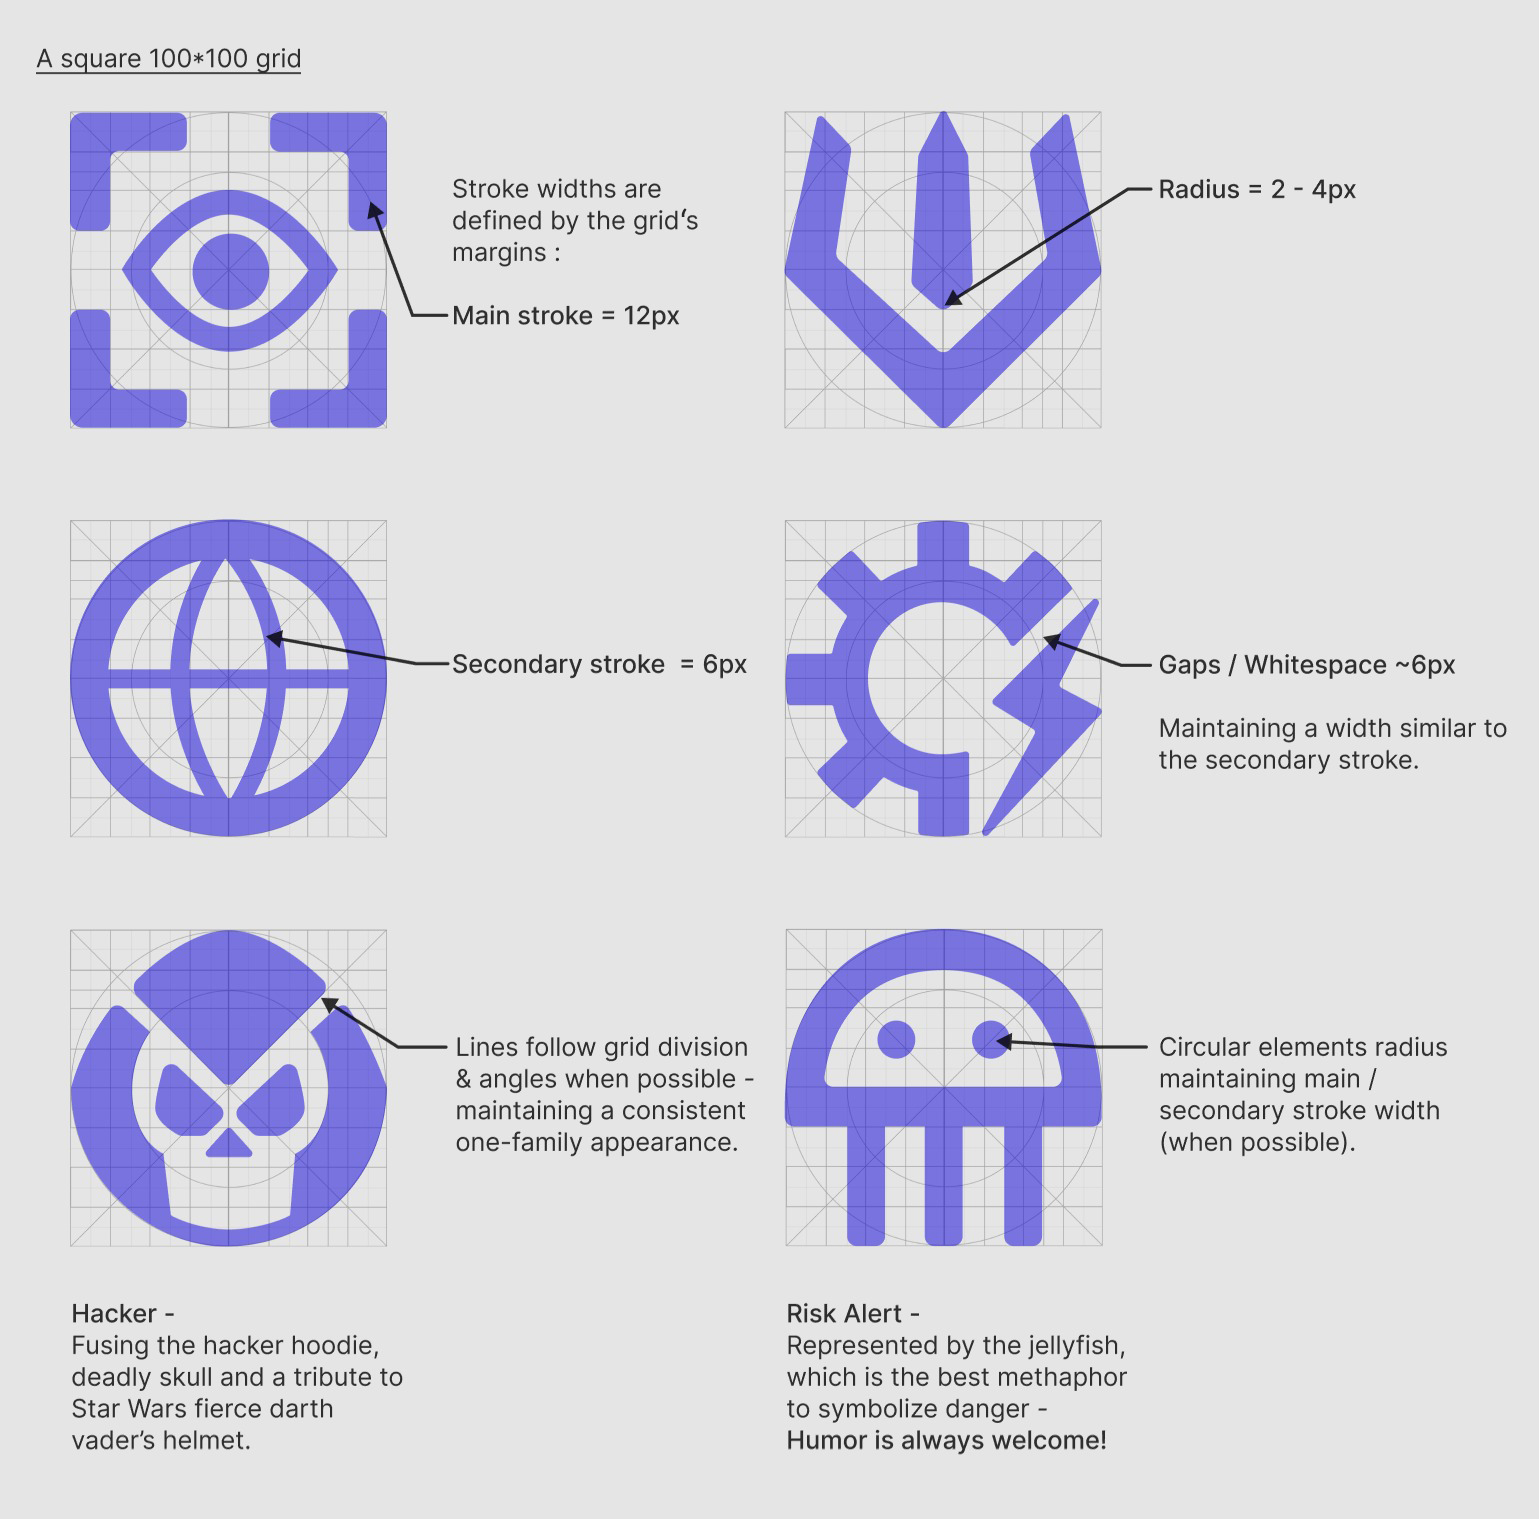 A square 100*100 grid
Stroke widths are
defined by the grid's
margins :
Main stroke = 12px
Radius = 2 - 4px
Secondary stroke  = 6px
Gaps / Whitespace ~6px
Maintaining a width similar to
the secondary stroke.
Lines follow grid division
& angles when possible -
maintaining a consistent
one-family appearance.
Circular elements radius
maintaining main /
secondary stroke width
(when possible).
Hacker -
Fusing the hacker hoodie,
deadly skull and a tribute to
Star Wars fierce darth
vader’s helmet.
Risk Alert -
Represented by the jellyfish,
which is the best methaphor
to symbolize danger -
Humor is always welcome!